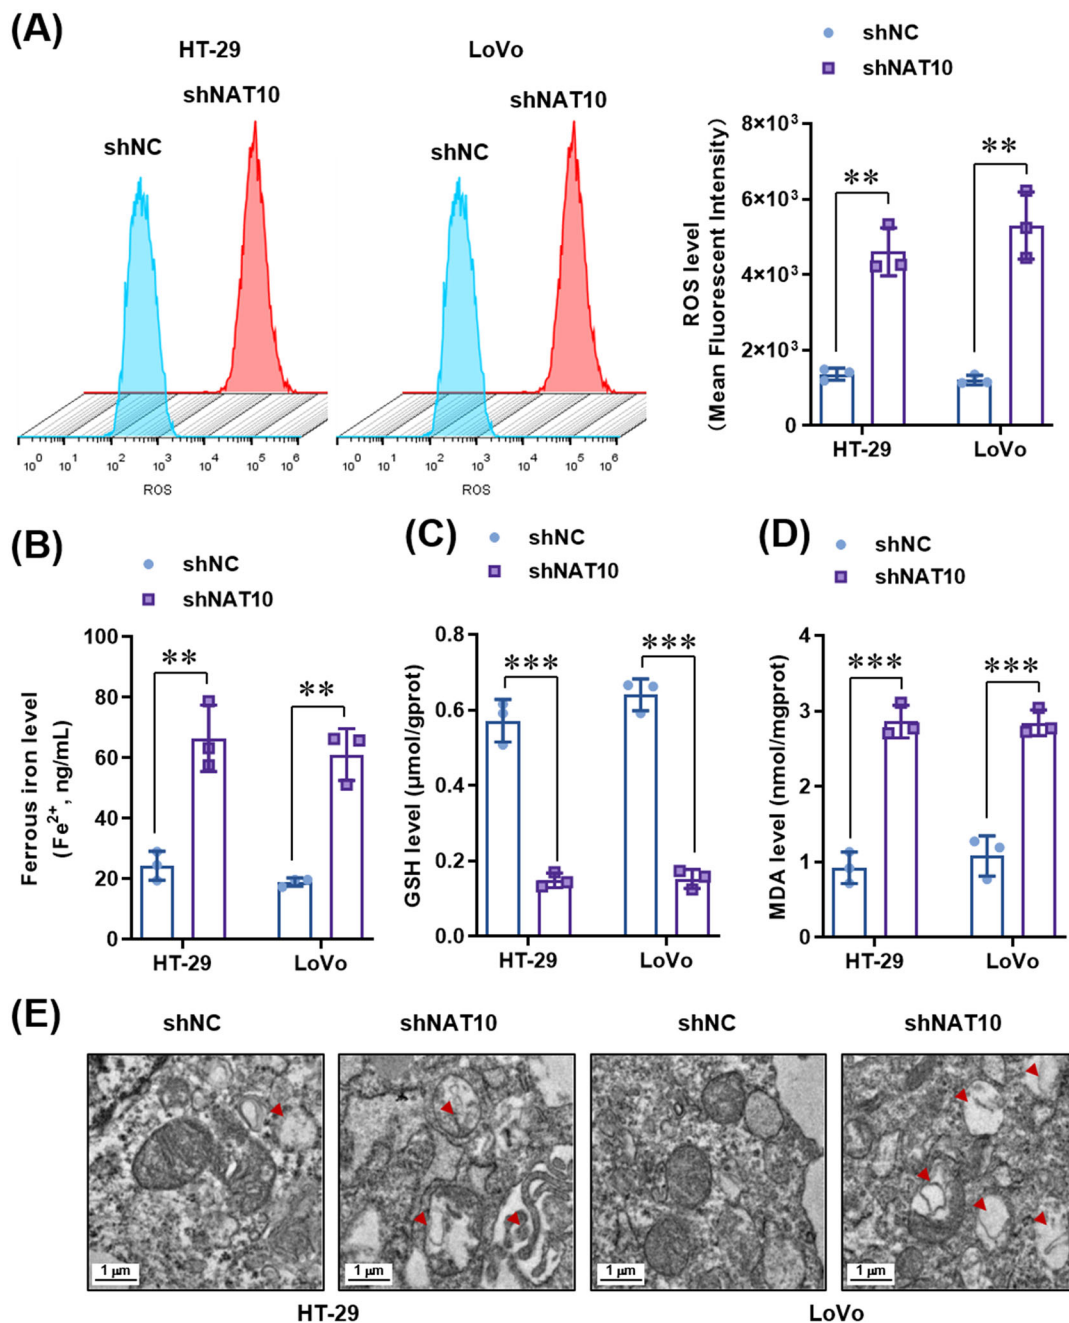 (A)
HT-29
LoVo
shNC
shNAT10
shNC
shNAT10
10⁰ 10¹ 10² 10³ 10⁴ 10⁵ 10⁶
ROS
10⁰ 10¹ 10² 10³ 10⁴ 10⁵ 10⁶
ROS
shNC
shNAT10
ROS level
(Mean Fluorescent Intensity)
8×10³
6×10³
4×10³
2×10³
0
**
**
HT-29
LoVo
(B)
shNC
shNAT10
Ferrous iron level
(Fe²⁺, ng/mL)
100
80
60
40
20
0
**
**
HT-29
LoVo
(C)
shNC
shNAT10
GSH level (μmol/gprot)
0.8
0.6
0.4
0.2
0.0
***
***
HT-29
LoVo
(D)
shNC
shNAT10
MDA level (nmol/mgprot)
4
3
2
1
0
***
***
HT-29
LoVo
(E)
shNC
shNAT10
shNC
shNAT10
1 μm
1 μm
1 μm
1 μm
HT-29
LoVo